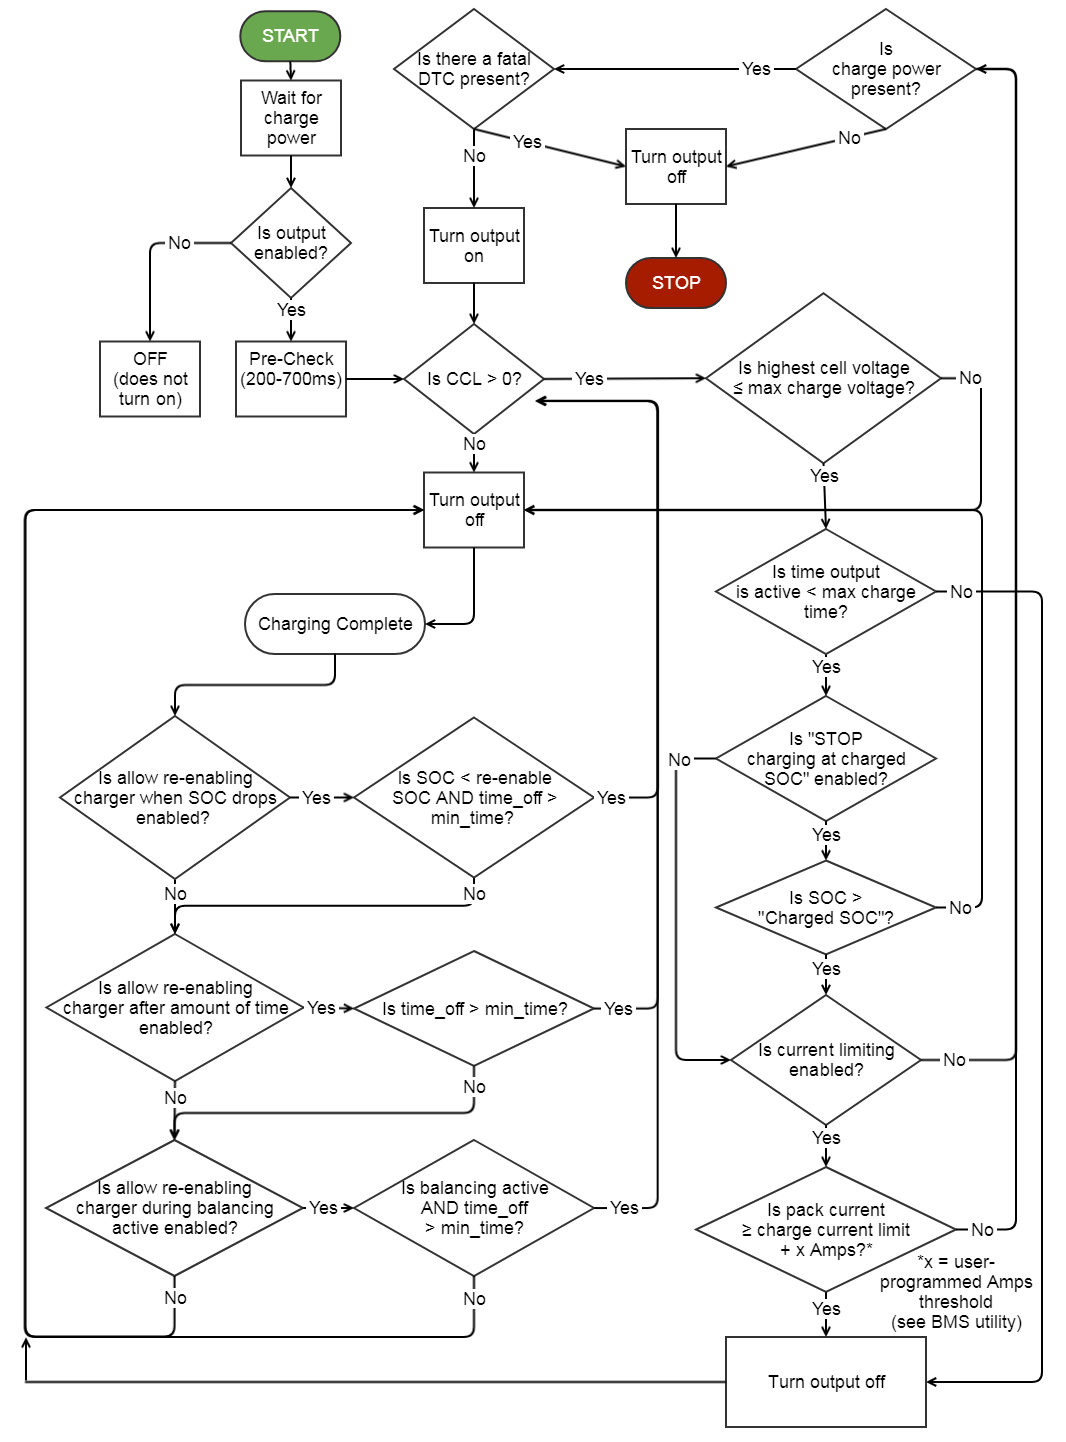 START
Wait for
charge
power
Is output
enabled?
No
Yes
OFF
(does not
turn on)
Pre-Check
(200-700ms)
Is there a fatal
DTC present?
Yes
Is
charge power
present?
No
Yes
No
Turn output
off
STOP
Turn output
on
Is CCL > 0?
Yes
No
Is highest cell voltage
≤ max charge voltage?
No
Yes
Turn output
off
Charging Complete
Is time output
is active < max charge
time?
No
Yes
Is "STOP
charging at charged
SOC" enabled?
No
Yes
Is SOC >
"Charged SOC"?
No
Yes
Is current limiting
enabled?
No
Yes
Is pack current
≥ charge current limit
+ x Amps?*
No
Yes
*x = user-
programmed Amps
threshold
(see BMS utility)
Turn output off
Is allow re-enabling
charger when SOC drops
enabled?
Yes
No
Is SOC < re-enable
SOC AND time_off >
min_time?
Yes
No
Is allow re-enabling
charger after amount of time
enabled?
Yes
No
Is time_off > min_time?
Yes
No
Is allow re-enabling
charger during balancing
active enabled?
Yes
No
Is balancing active
AND time_off
> min_time?
Yes
No